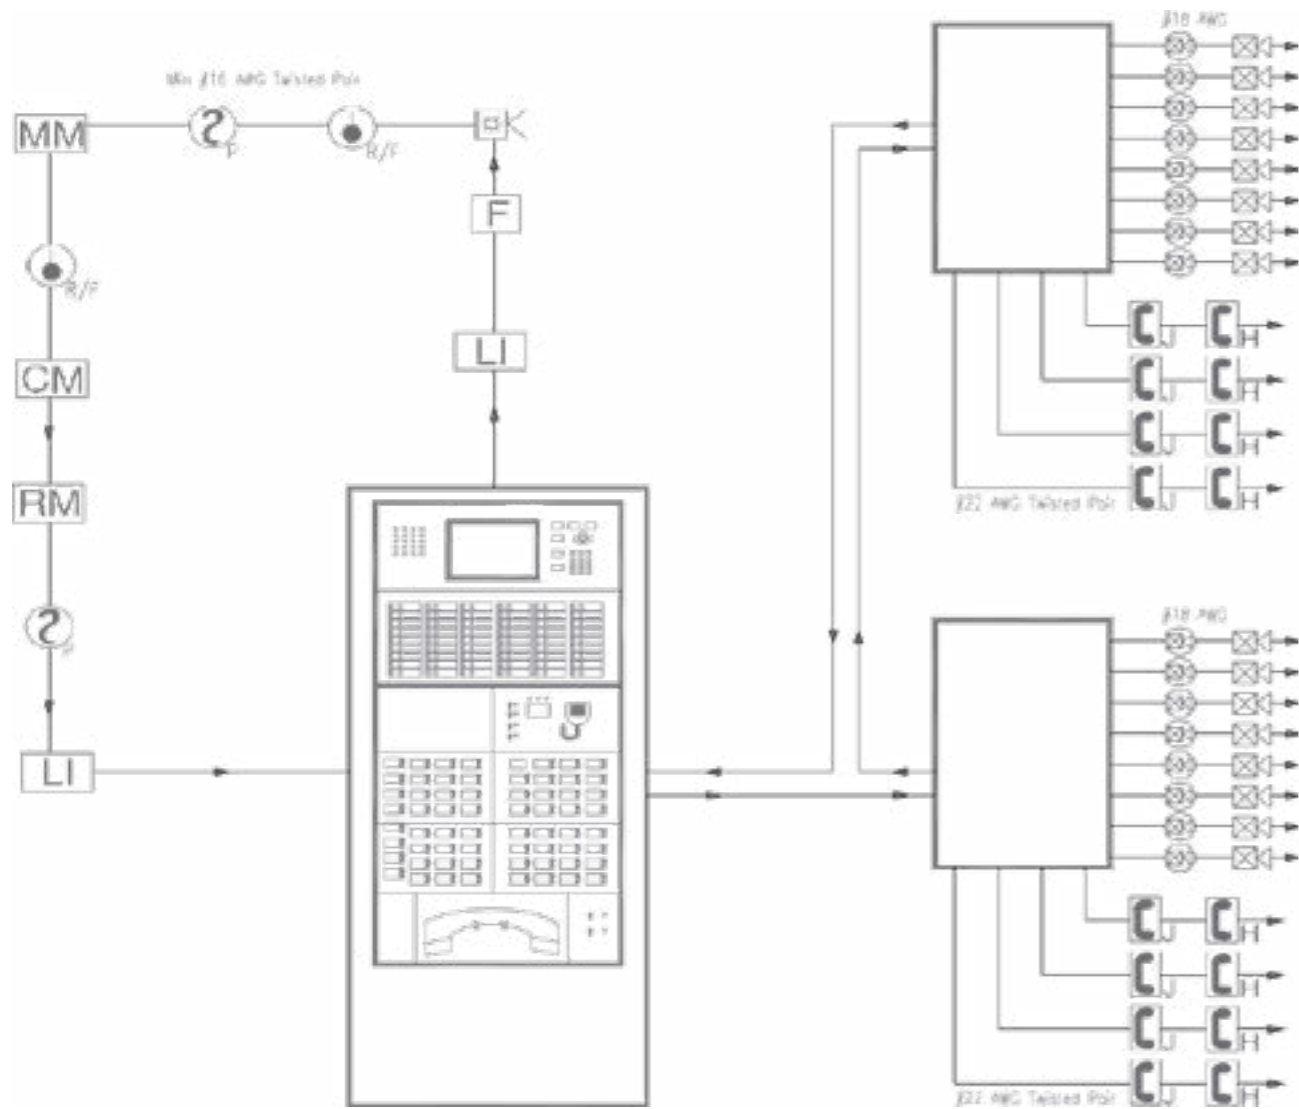 #18 AWG
Min #16 AWG Twisted Pair
MM
P
R/F
F
R/F
LI
CM
J H
J H
RM
J H
J H
#22 AWG Twisted Pair
#18 AWG
P
LI
J H
J H
J H
J H
#22 AWG Twisted Pair